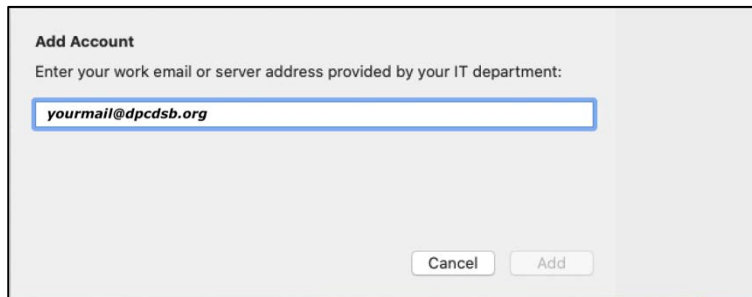 Add Account
Enter your work email or server address provided by your IT department:
yourmail@dpcdsb.org
Cancel Add